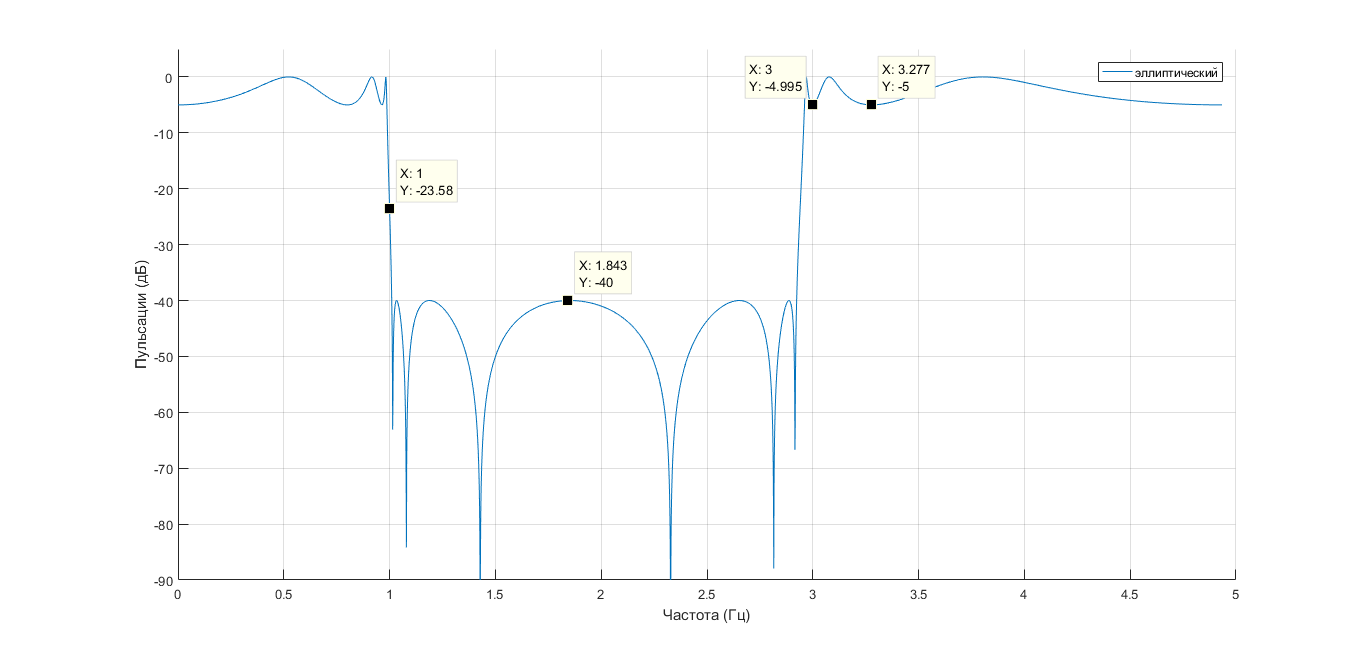 X: 3
Y: -4.995
X: 3.277
Y: -5
эллиптический
0
-10
X: 1
Y: -23.58
-20
-30
X: 1.843
Y: -40
-40
-50
-60
-70
-80
-90
Пульсации (дБ)
0
0.5
1
1.5
2
2.5
3
3.5
4
4.5
5
Частота (Гц)